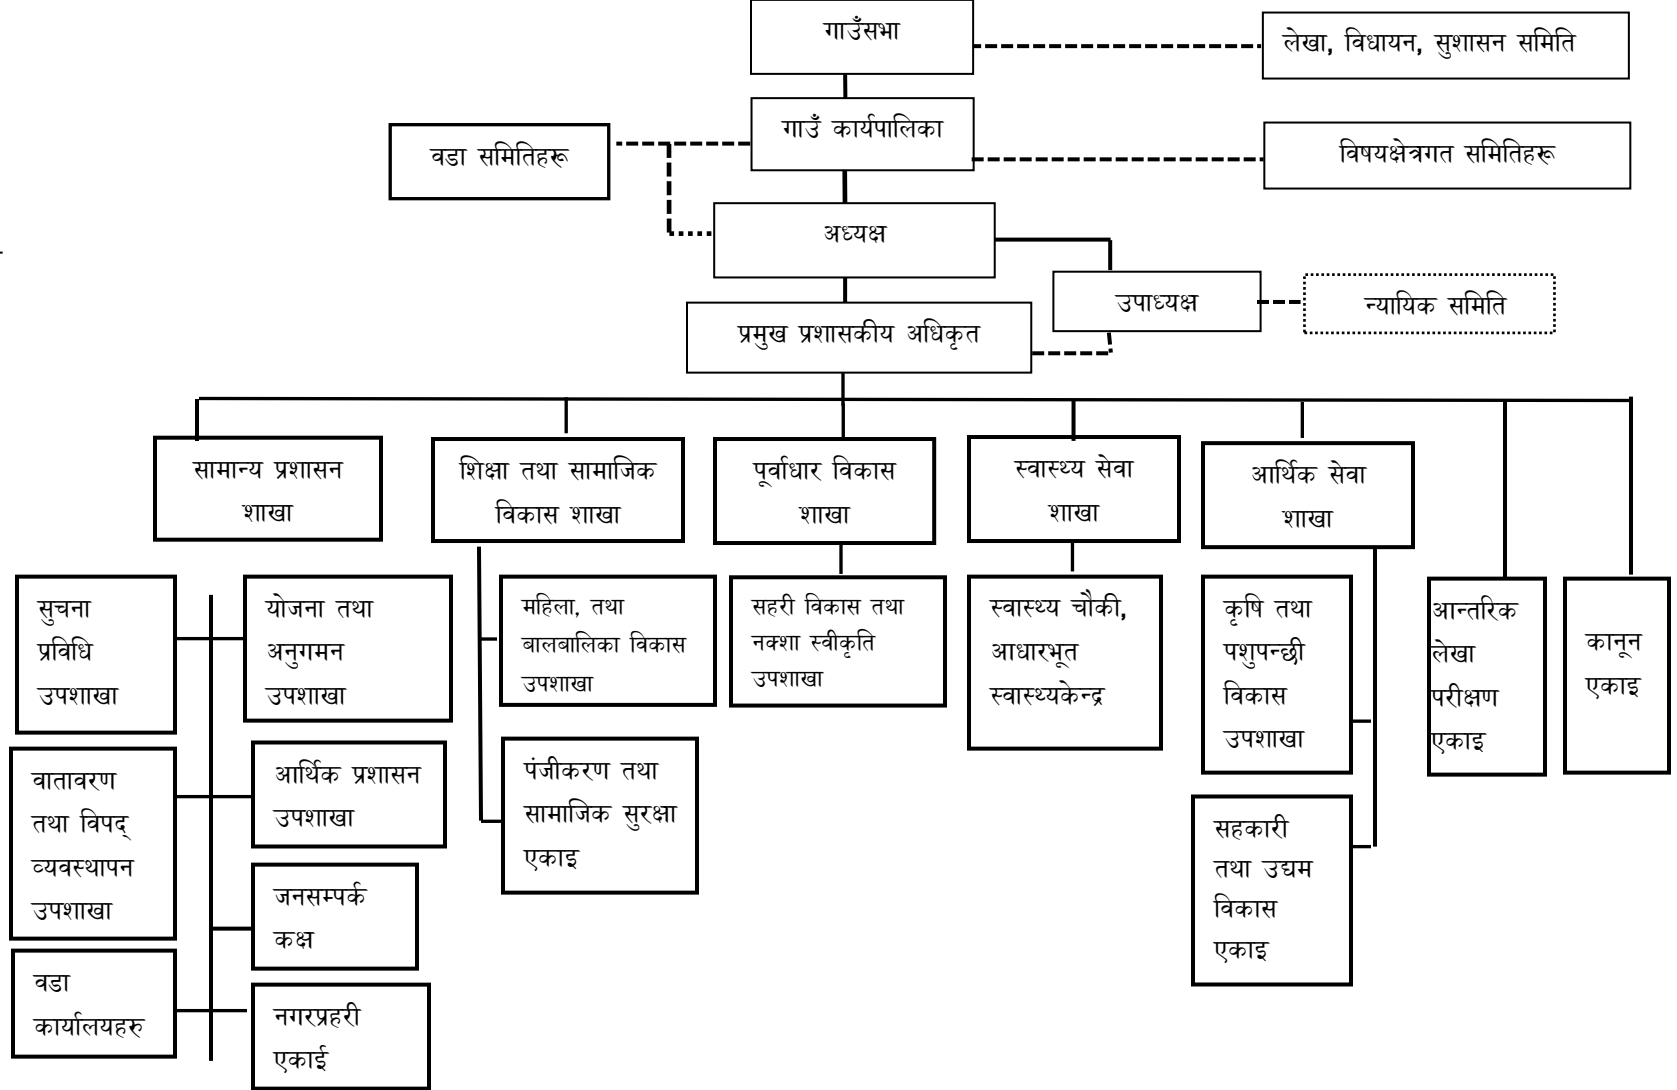 गाउँसभा
लेखा, विधायन, सुशासन समिति
गाउँ कार्यपालिका
वडा समितिहरू
विषयक्षेत्रगत समितिहरू
अध्यक्ष
उपाध्यक्ष
न्यायिक समिति
प्रमुख प्रशासकीय अधिकृत
सामान्य प्रशासन
शाखा
शिक्षा तथा सामाजिक
विकास शाखा
पूर्वाधार विकास
शाखा
स्वास्थ्य सेवा
शाखा
आर्थिक सेवा
शाखा
सुचना
प्रविधि
उपशाखा
योजना तथा
अनुगमन
उपशाखा
महिला, तथा
बालबालिका विकास
उपशाखा
सहरी विकास तथा
नक्शा स्वीकृति
उपशाखा
स्वास्थ्य चौकी,
आधारभूत
स्वास्थ्यकेन्द्र
कृषि तथा
पशुपन्छी
विकास
उपशाखा
आन्तरिक
लेखा
परीक्षण
एकाइ
कानून
एकाइ
वातावरण
तथा विपद्
व्यवस्थापन
उपशाखा
आर्थिक प्रशासन
उपशाखा
पंजीकरण तथा
सामाजिक सुरक्षा
एकाइ
सहकारी
तथा उद्यम
विकास
एकाइ
जनसम्पर्क
कक्ष
वडा
कार्यालयहरु
नगरप्रहरी
एकाई